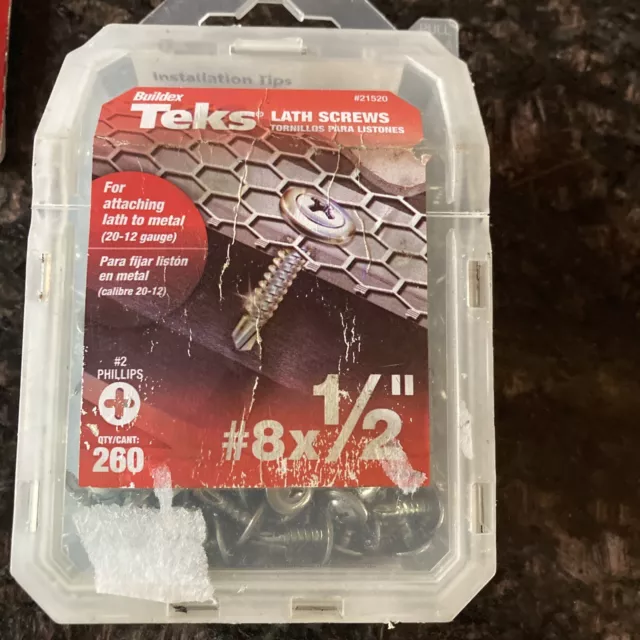 Installation Tips
#21520
Buildex
Teks® LATH SCREWS
TORNILLOS PARA LISTONES
For
attaching
lath to metal
(20-12 gauge)
Para fijar listón
en metal
(calibre 20-12)
#2
PHILLIPS
QTY/CANT:
260
#8x1/2"